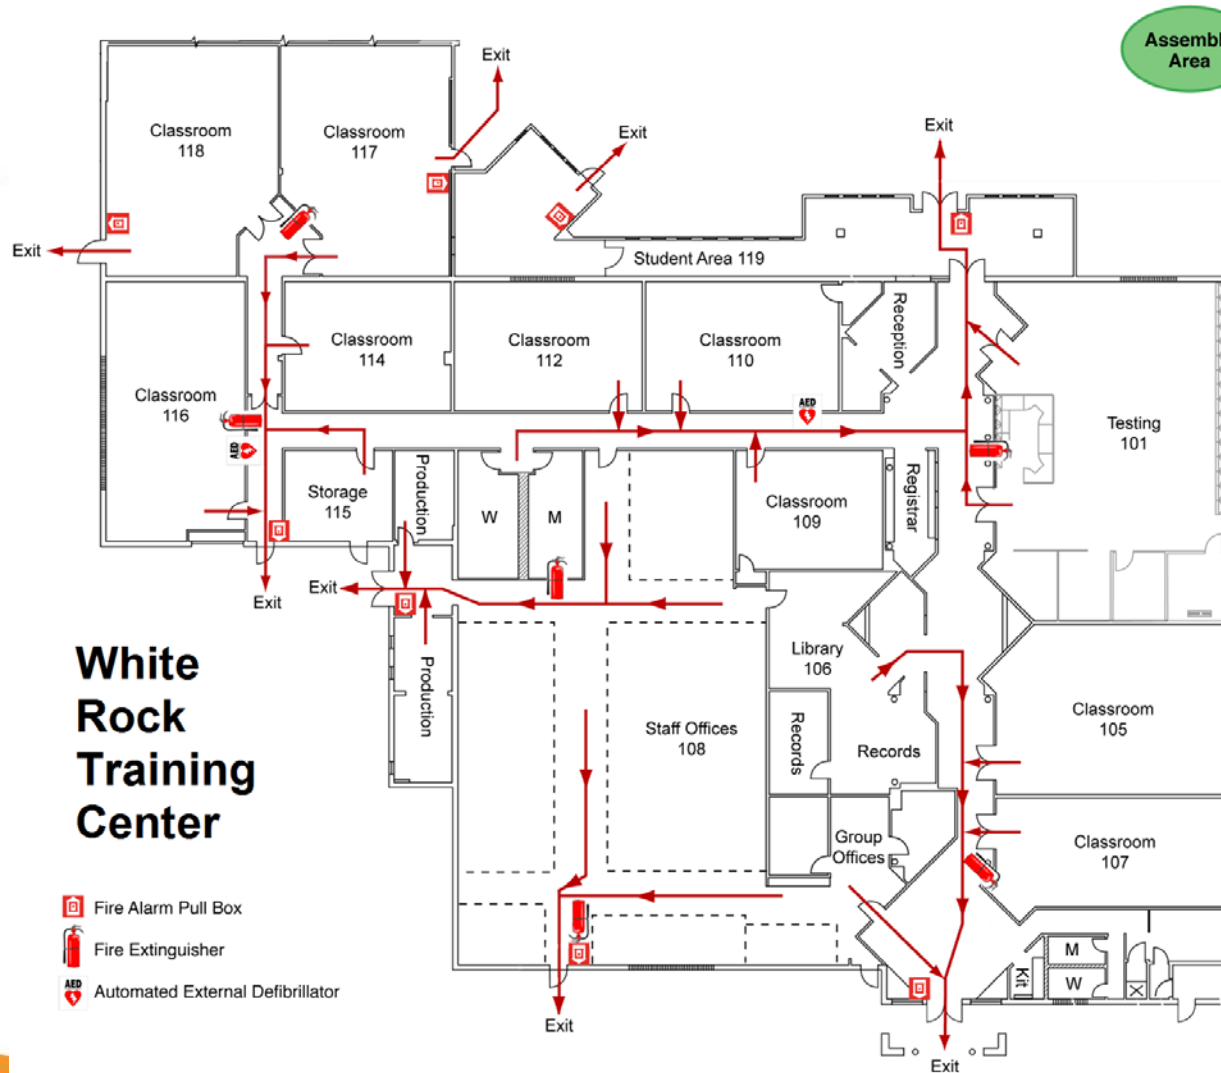 Assembl
Area
Exit
Exit
Exit
Classroom
118
Classroom
117
Exit
Student Area 119
Classroom
114
Classroom
112
Classroom
110
Reception
Classroom
116
AED
Testing
101
AED
Storage
115
Production
W
M
Classroom
109
Registrar
Exit
Exit
Production
Library
106
White
Rock
Training
Center
Staff Offices
108
Records
Records
Classroom
105
Group
Offices
Classroom
107
Fire Alarm Pull Box
Fire Extinguisher
AED
Automated External Defibrillator
M
W
Kit
X
Exit
Exit